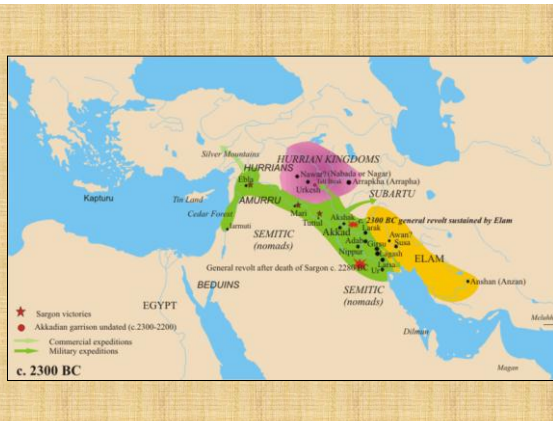 Silver Mountains
HURRIAN KINGDOMS
HURRIANS
Nawar? (Nabada or Nagar)
Arrapkha (Arrapha)
Urkesh
Ebla
SUBARTU
Kapturu
Tin Land
AMURRU
Mari
Cedar Forest
Tuttul
Akshak
c. 2300 BC general revolt sustained by Elam
Iarmuti
SEMITIC
(nomads)
Akkad
Larak
Awan?
Adab
Girsu
Susa
Nippur
Lagash
General revolt after death of Sargon c. 2280
Larsa
ELAM
Ur
BEDUINS
SEMITIC
(nomads)
Anshan (Anzan)
EGYPT
Sargon victories
Akkadian garrison undated (c.2300-2200)
Dilmun
Commercial expeditions
Military expeditions
Magan
c. 2300 BC